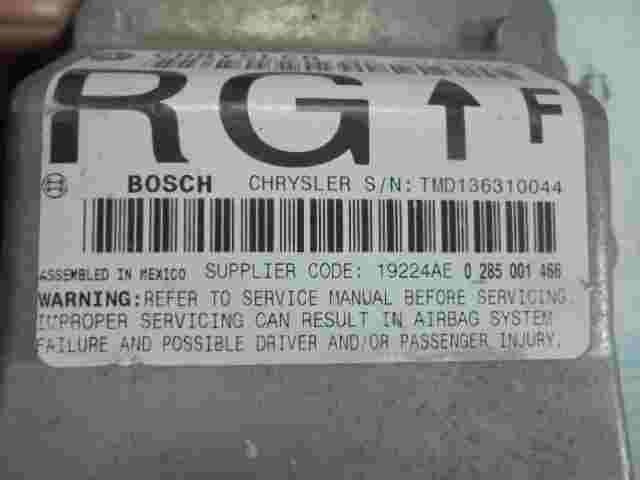 RG ↑ F
BOSCH CHRYSLER S/N: TMD136310044
ASSEMBLED IN MEXICO SUPPLIER CODE: 19224AE 0 285 001 466
WARNING: REFER TO SERVICE MANUAL BEFORE SERVICING.
IMPROPER SERVICING CAN RESULT IN AIRBAG SYSTEM
FAILURE AND POSSIBLE DRIVER AND/OR PASSENGER INJURY.